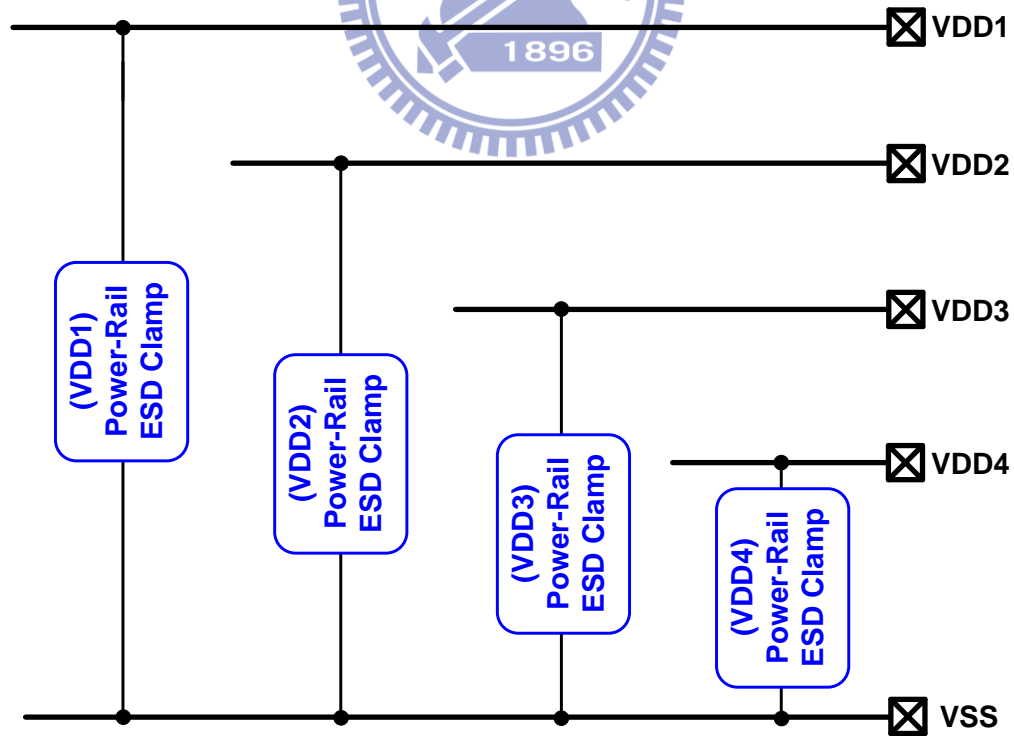 1896
VDD1
VDD2
VDD3
VDD4
VSS
(VDD1)
Power-Rail
ESD Clamp
(VDD2)
Power-Rail
ESD Clamp
(VDD3)
Power-Rail
ESD Clamp
(VDD4)
Power-Rail
ESD Clamp